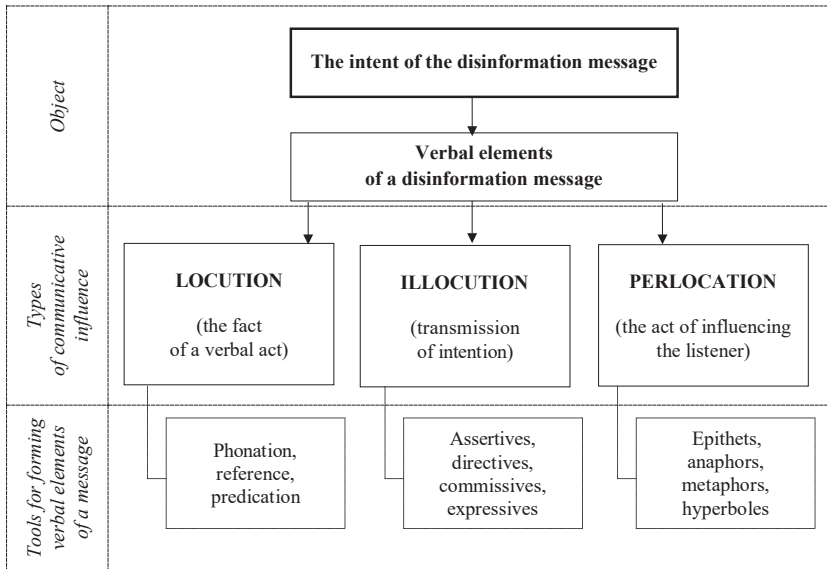 Object
The intent of the disinformation message
Verbal elements
of a disinformation message
Types
of communicative
influence
LOCUTION
(the fact
of a verbal act)
ILLOCUTION
(transmission
of intention)
PERLOCATION
(the act of influencing
the listener)
Tools for forming
verbal elements
of a message
Phonation,
reference,
predication
Assertives,
directives,
commissives,
expressives
Epithets,
anaphors,
metaphors,
hyperboles